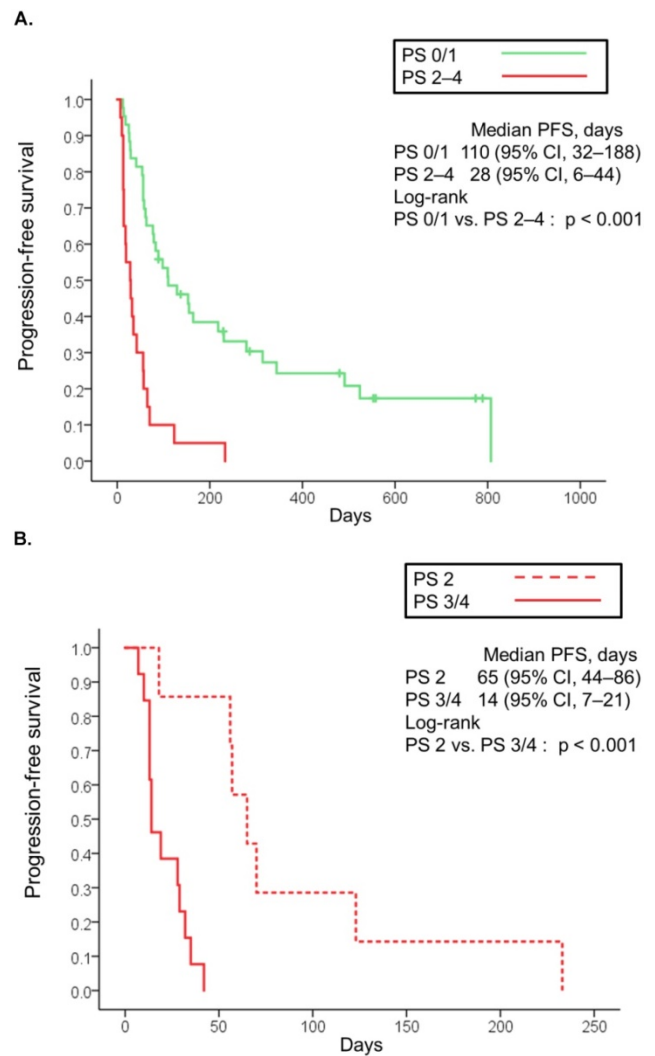 A.
PS 0/1
PS 2–4
Median PFS, days
PS 0/1 110 (95% CI, 32–188)
PS 2–4 28 (95% CI, 6–44)
Log-rank
PS 0/1 vs. PS 2–4 : p < 0.001
Progression-free survival
1.0
0.9
0.8
0.7
0.6
0.5
0.4
0.3
0.2
0.1
0.0
0 200 400 600 800 1000
Days
B.
PS 2
PS 3/4
Median PFS, days
PS 2 65 (95% CI, 44–86)
PS 3/4 14 (95% CI, 7–21)
Log-rank
PS 2 vs. PS 3/4 : p < 0.001
Progression-free survival
1.0
0.9
0.8
0.7
0.6
0.5
0.4
0.3
0.2
0.1
0.0
0 50 100 150 200 250
Days